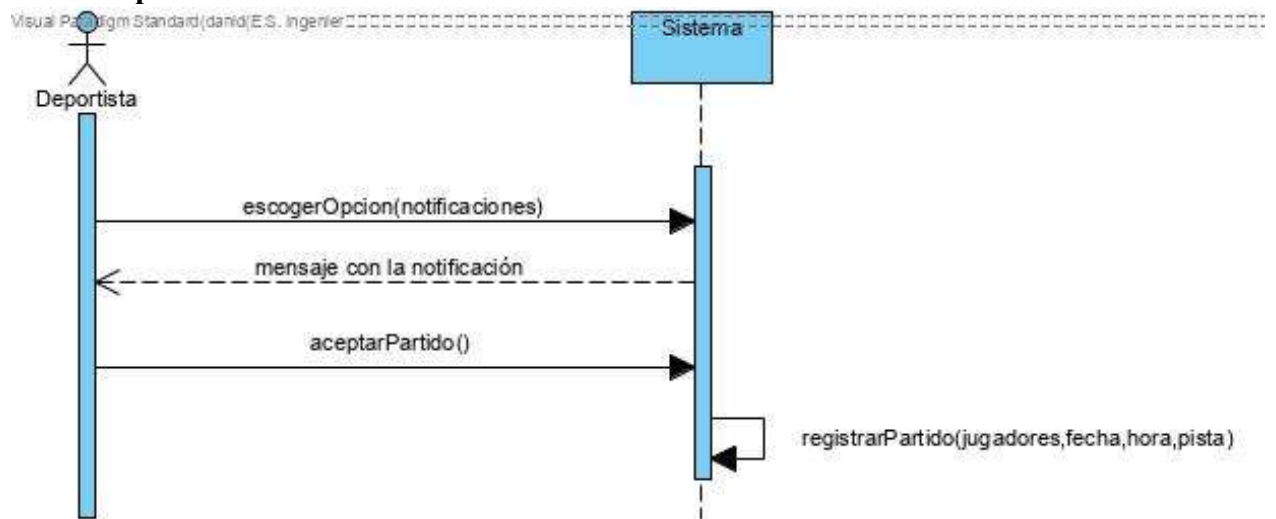 Visual Paradigm Standard(danid(E.S. Ingenier
Sistema
Deportista
escogerOpcion(notificaciones)
mensaje con la notificación
aceptarPartido()
registrarPartido(jugadores,fecha,hora,pista)